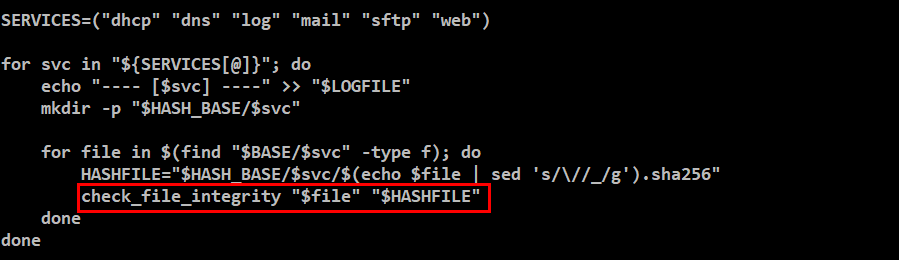 SERVICES=("dhcp" "dns" "log" "mail" "sftp" "web")
for svc in "${SERVICES[@]}"; do
echo "---- [$svc] ----" >> "$LOGFILE"
mkdir -p "$HASH_BASE/$svc"
for file in $(find "$BASE/$svc" -type f); do
HASHFILE="$HASH_BASE/$svc/$(echo $file | sed 's/\//_/g').sha256"
check_file_integrity "$file" "$HASHFILE"
done
done